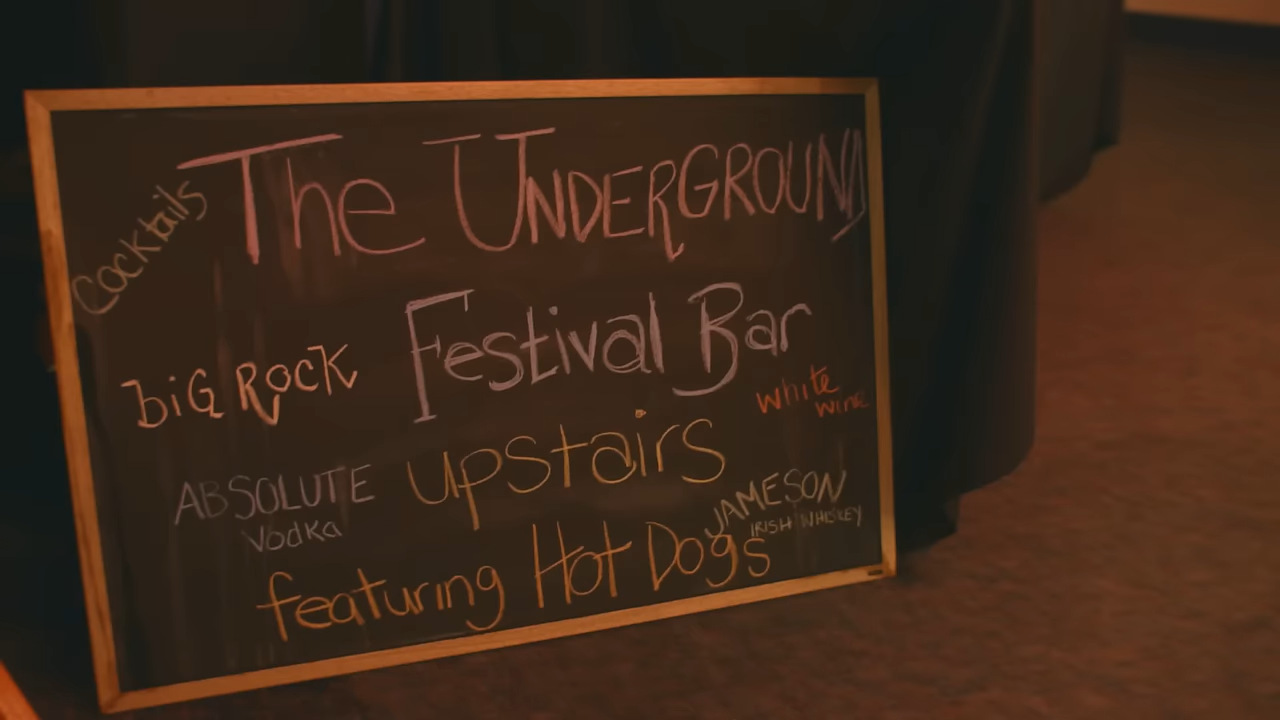 The UNDERGROUND
Cocktails
Festival Bar
biG RocK
white
wine
upstairs
ABSOLUTE
Vodka
JAMESON
IRISH WHISKEY
featuring Hot Dogs